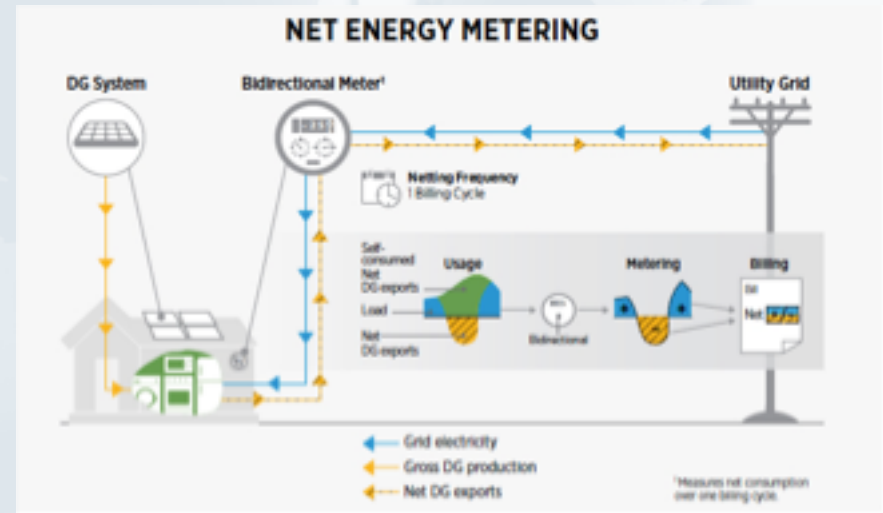 NET ENERGY METERING
DG System
Bidirectional Meter¹
Utility Grid
Netting Frequency
1 Billing Cycle
Self-
consumed
Net
DG exports
Load
Net
DG exports
Usage
Bidirectional
Metering
Billing
Bill
Net
Grid electricity
Gross DG production
Net DG exports
¹Measures net consumption
over one billing cycle.